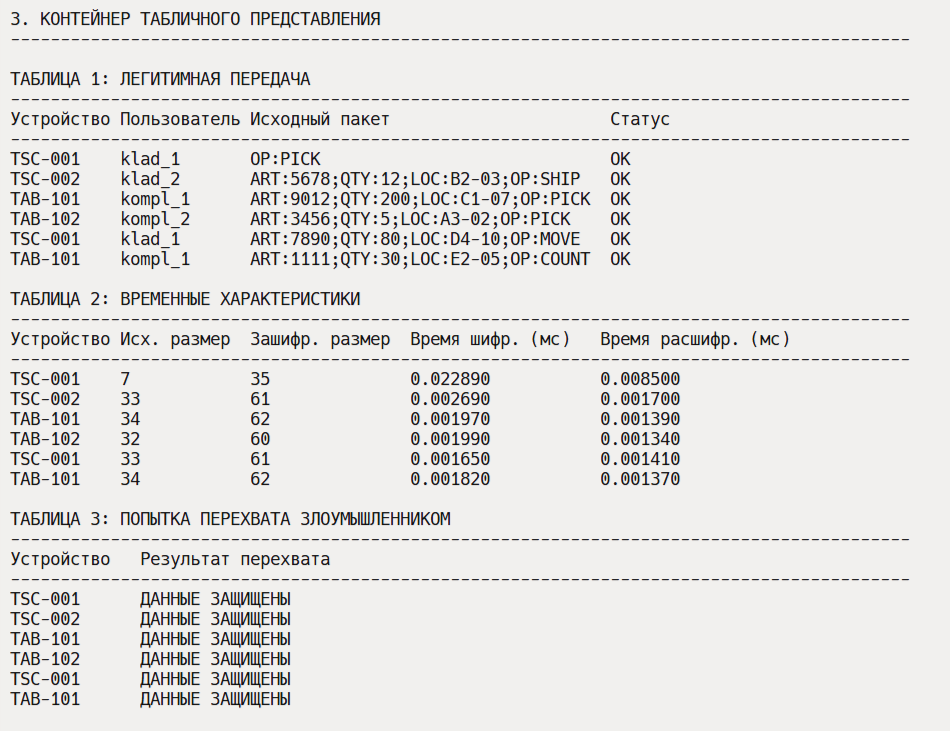 3. КОНТЕЙНЕР ТАБЛИЧНОГО ПРЕДСТАВЛЕНИЯ
------------------------------------------------------------------------------------------
ТАБЛИЦА 1: ЛЕГИТИМНАЯ ПЕРЕДАЧА
------------------------------------------------------------------------------------------
Устройство Пользователь Исходный пакет                      Статус
------------------------------------------------------------------------------------------
TSC-001    klad_1       OP:PICK                             OK
TSC-002    klad_2       ART:5678;QTY:12;LOC:B2-03;OP:SHIP   OK
TAB-101    kompl_1      ART:9012;QTY:200;LOC:C1-07;OP:PICK  OK
TAB-102    kompl_2      ART:3456;QTY:5;LOC:A3-02;OP:PICK    OK
TSC-001    klad_1       ART:7890;QTY:80;LOC:D4-10;OP:MOVE   OK
TAB-101    kompl_1      ART:1111;QTY:30;LOC:E2-05;OP:COUNT  OK
ТАБЛИЦА 2: ВРЕМЕННЫЕ ХАРАКТЕРИСТИКИ
------------------------------------------------------------------------------------------
Устройство Исх. размер  Зашифр. размер  Время шифр. (мс)   Время расшифр. (мс)
------------------------------------------------------------------------------------------
TSC-001    7            35              0.022890           0.008500
TSC-002    33           61              0.002690           0.001700
TAB-101    34           62              0.001970           0.001390
TAB-102    32           60              0.001990           0.001340
TSC-001    33           61              0.001650           0.001410
TAB-101    34           62              0.001820           0.001370
ТАБЛИЦА 3: ПОПЫТКА ПЕРЕХВАТА ЗЛОУМЫШЛЕННИКОМ
------------------------------------------------------------------------------------------
Устройство   Результат перехвата
------------------------------------------------------------------------------------------
TSC-001      ДАННЫЕ ЗАЩИЩЕНЫ
TSC-002      ДАННЫЕ ЗАЩИЩЕНЫ
TAB-101      ДАННЫЕ ЗАЩИЩЕНЫ
TAB-102      ДАННЫЕ ЗАЩИЩЕНЫ
TSC-001      ДАННЫЕ ЗАЩИЩЕНЫ
TAB-101      ДАННЫЕ ЗАЩИЩЕНЫ